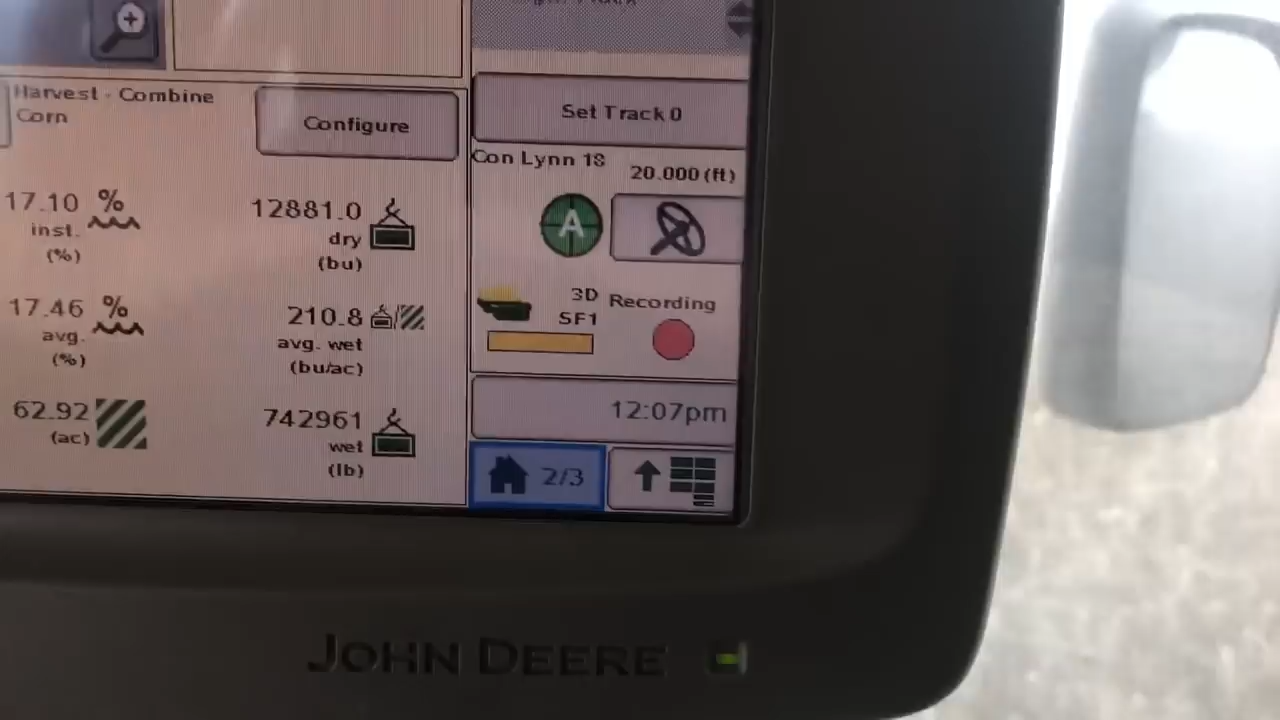 Harvest - Combine
Corn
Configure
17.10 %
inst.
(%)
12881.0
dry
(bu)
17.46 %
avg.
(%)
210.8
avg. wet
(bu/ac)
62.92
(ac)
742961
wet
(lb)
Set Track 0
Con Lynn 18
20.000 (ft)
A
3D
SF1
Recording
12:07pm
2/3
JOHN DEERE